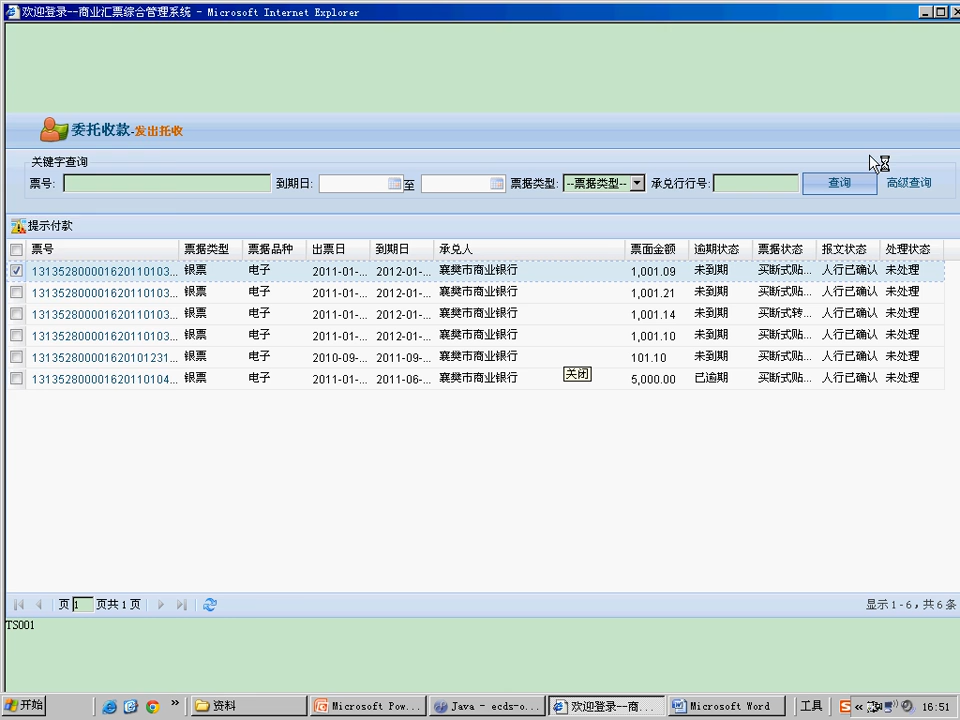 欢迎登录--商业汇票综合管理系统 - Microsoft Internet Explorer
委托收款-发出托收
关键字查询
票号: 到期日: 至 票据类型: --票据类型-- 承兑行行号: 查询 高级查询
提示付款
票号 票据类型 票据品种 出票日 到期日 承兑人 票面金额 逾期状态 票据状态 报文状态 处理状态
131352800001620110103... 银票 电子 2011-01-... 2012-01-... 襄樊市商业银行 1,001.09 未到期 买断式贴... 人行已确认 未处理
131352800001620110103... 银票 电子 2011-01-... 2012-01-... 襄樊市商业银行 1,001.21 未到期 买断式贴... 人行已确认 未处理
131352800001620110103... 银票 电子 2011-01-... 2012-01-... 襄樊市商业银行 1,001.14 未到期 买断式转... 人行已确认 未处理
131352800001620110103... 银票 电子 2011-01-... 2012-01-... 襄樊市商业银行 1,001.10 未到期 买断式贴... 人行已确认 未处理
131352800001620101231... 银票 电子 2010-09-... 2011-09-... 襄樊市商业银行 101.10 未到期 买断式贴... 人行已确认 未处理
131352800001620110104... 银票 电子 2011-01-... 2011-06-... 襄樊市商业银行 5,000.00 已逾期 买断式贴... 人行已确认 未处理
关闭
页 1 页共 1 页 显示 1 - 6，共 6 条
TS001
开始 » 资料 Microsoft Pow... Java - ecds-o... 欢迎登录--商... Microsoft Word 工具 « 16:51